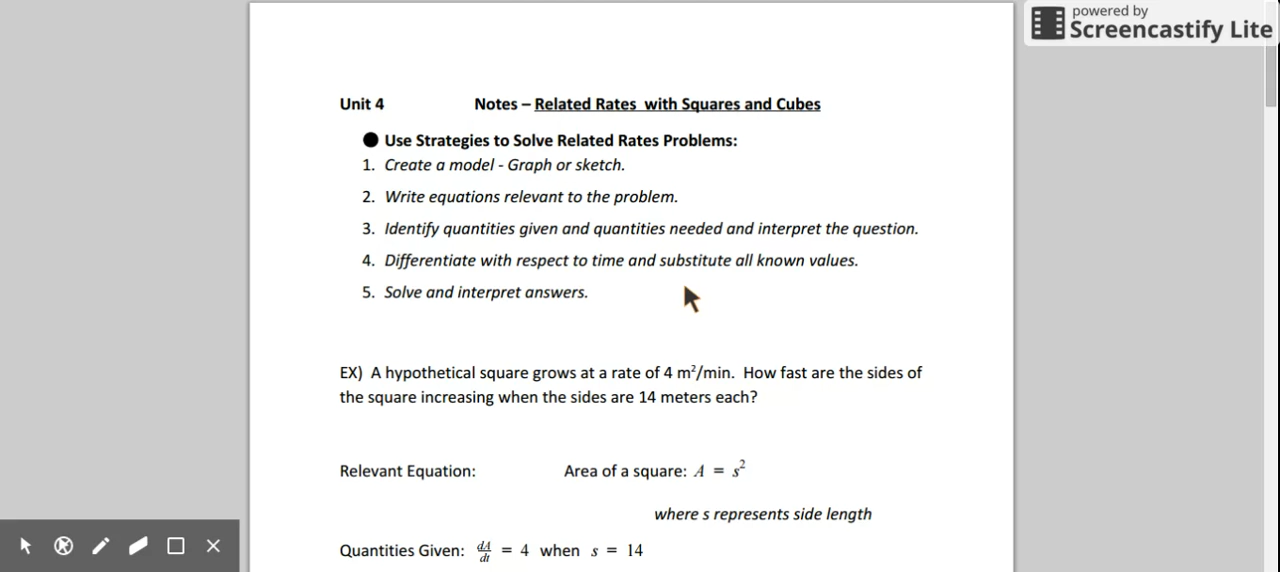 powered by
Screencastify Lite
Unit 4 Notes – Related Rates with Squares and Cubes
● Use Strategies to Solve Related Rates Problems:
1. Create a model - Graph or sketch.
2. Write equations relevant to the problem.
3. Identify quantities given and quantities needed and interpret the question.
4. Differentiate with respect to time and substitute all known values.
5. Solve and interpret answers.
EX) A hypothetical square grows at a rate of 4 m²/min. How fast are the sides of
the square increasing when the sides are 14 meters each?
Relevant Equation: Area of a square: A = s²
where s represents side length
Quantities Given: dA/dt = 4 when s = 14